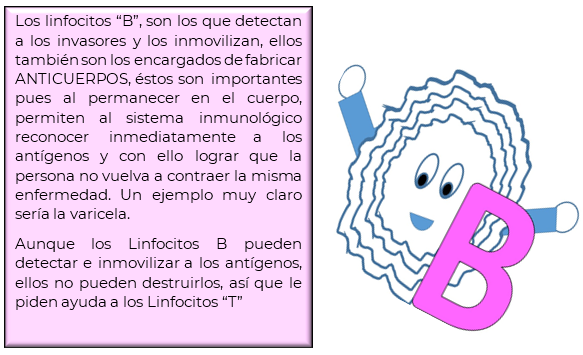 Los linfocitos “B”, son los que detectan
a los invasores y los inmovilizan, ellos
también son los encargados de fabricar
ANTICUERPOS, éstos son importantes
pues al permanecer en el cuerpo,
permiten al sistema inmunológico
reconocer inmediatamente a los
antígenos y con ello lograr que la
persona no vuelva a contraer la misma
enfermedad. Un ejemplo muy claro
sería la varicela.
Aunque los Linfocitos B pueden
detectar e inmovilizar a los antígenos,
ellos no pueden destruirlos, así que le
piden ayuda a los Linfocitos “T”
B